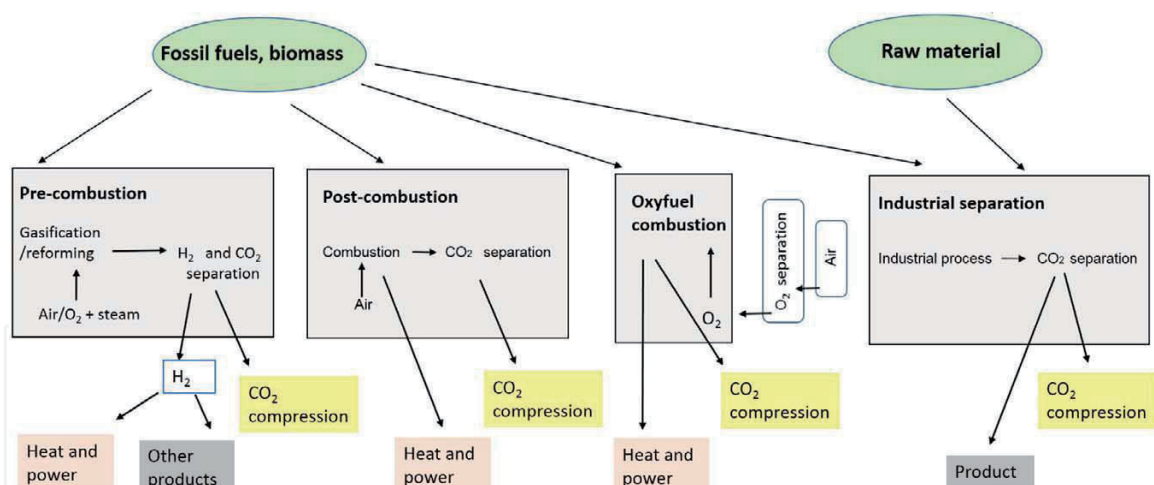 Fossil fuels, biomass
Raw material
Pre-combustion
Gasification
/reforming
H₂ and CO₂
separation
Air/O₂ + steam
H₂
CO₂
compression
Heat and
power
Other
products
Post-combustion
Combustion
CO₂ separation
Air
CO₂
compression
Heat and
power
Oxyfuel
combustion
O₂
O₂ separation
Air
CO₂
compression
Heat and
power
Industrial separation
Industrial process
CO₂ separation
CO₂
compression
Product